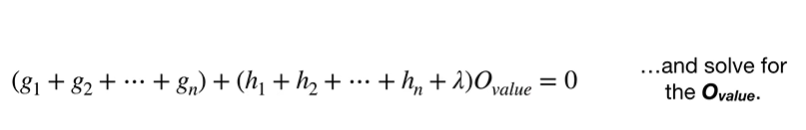 (g₁ + g₂ + ··· + gₙ) + (h₁ + h₂ + ··· + hₙ + λ)O_value = 0
...and solve for
the O_value.